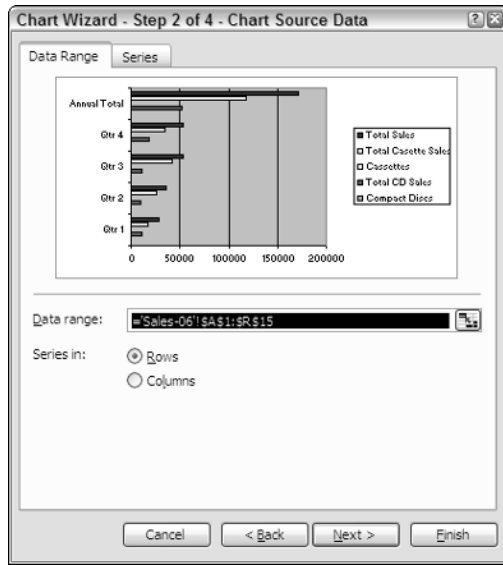 Chart Wizard - Step 2 of 4 - Chart Source Data
Data Range
Series
Annual Total
Qtr 4
Qtr 3
Qtr 2
Qtr 1
0 50000 100000 150000 200000
Total Sales
Total Casette Sales
Cassettes
Total CD Sales
Compact Discs
Data range:
='Sales-06'!$A$1:$R$15
Series in:
Rows
Columns
Cancel
< Back
Next >
Finish